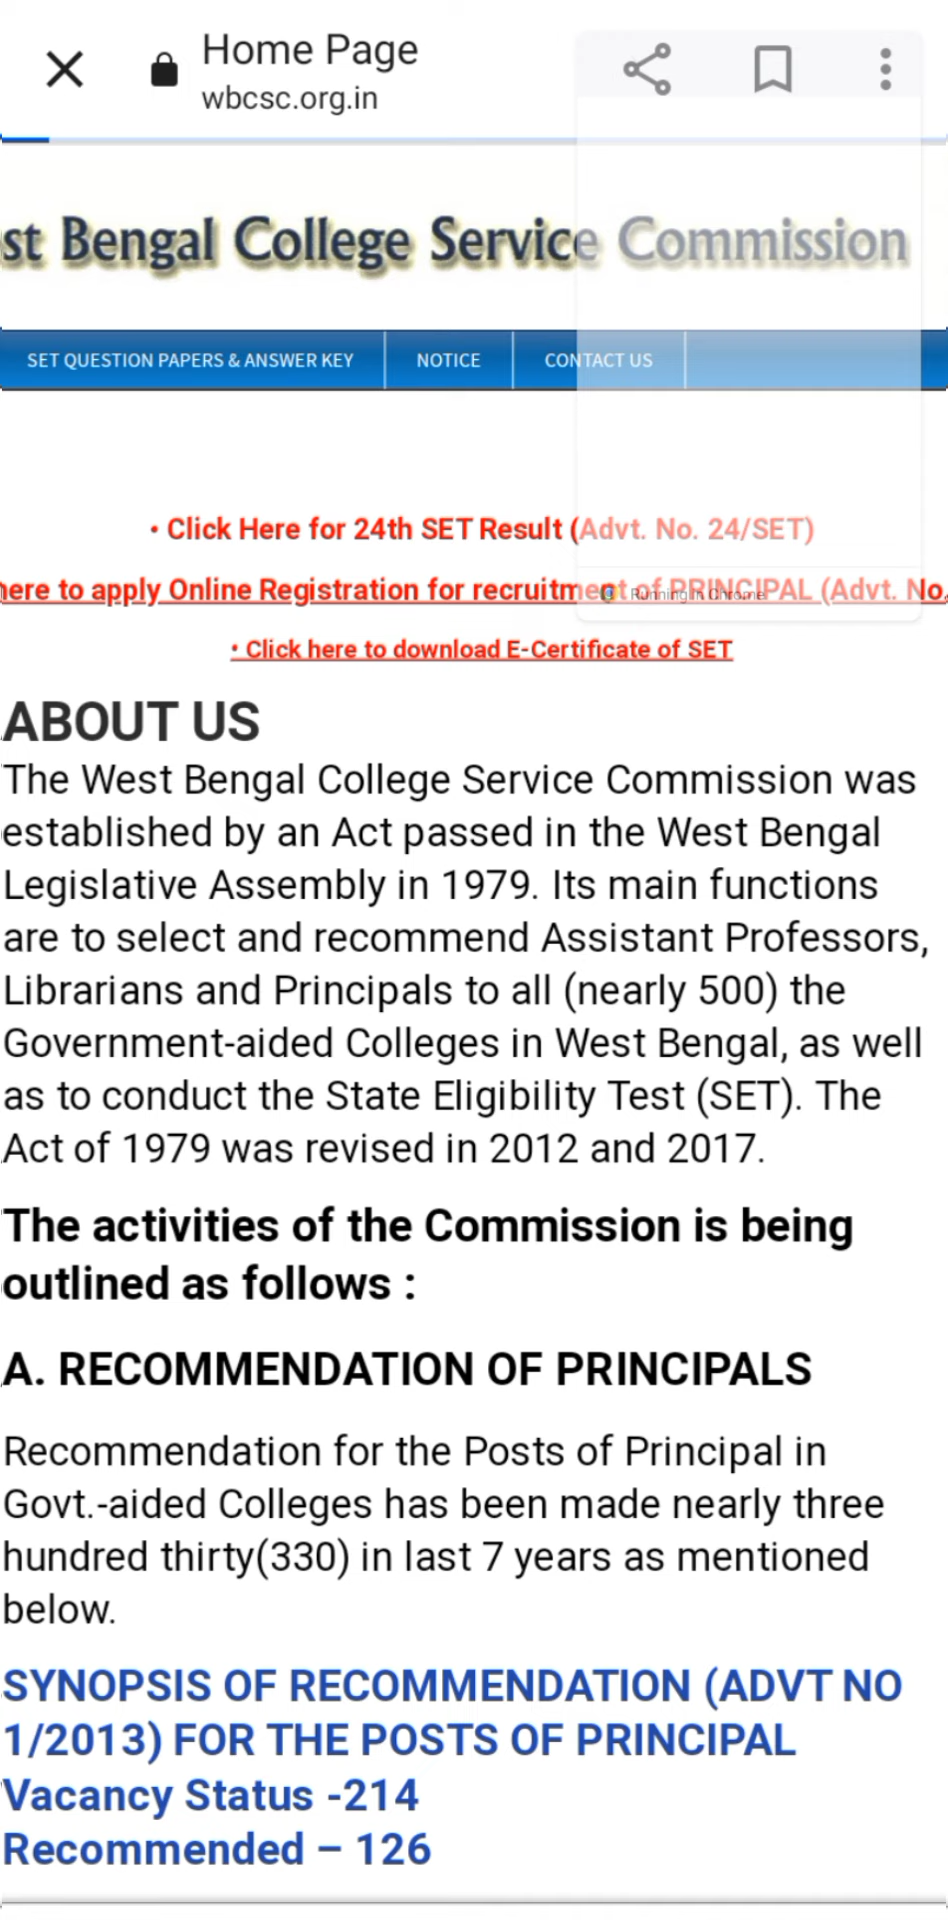 Home Page
wbcsc.org.in
st Bengal College Service Commission
SET QUESTION PAPERS & ANSWER KEY NOTICE CONTACT US
• Click Here for 24th SET Result (Advt. No. 24/SET)
here to apply Online Registration for recruitment of PRINCIPAL (Advt. No.
Running in Chrome
• Click here to download E-Certificate of SET
ABOUT US
The West Bengal College Service Commission was
established by an Act passed in the West Bengal
Legislative Assembly in 1979. Its main functions
are to select and recommend Assistant Professors,
Librarians and Principals to all (nearly 500) the
Government-aided Colleges in West Bengal, as well
as to conduct the State Eligibility Test (SET). The
Act of 1979 was revised in 2012 and 2017.
The activities of the Commission is being
outlined as follows :
A. RECOMMENDATION OF PRINCIPALS
Recommendation for the Posts of Principal in
Govt.-aided Colleges has been made nearly three
hundred thirty(330) in last 7 years as mentioned
below.
SYNOPSIS OF RECOMMENDATION (ADVT NO
1/2013) FOR THE POSTS OF PRINCIPAL
Vacancy Status -214
Recommended – 126